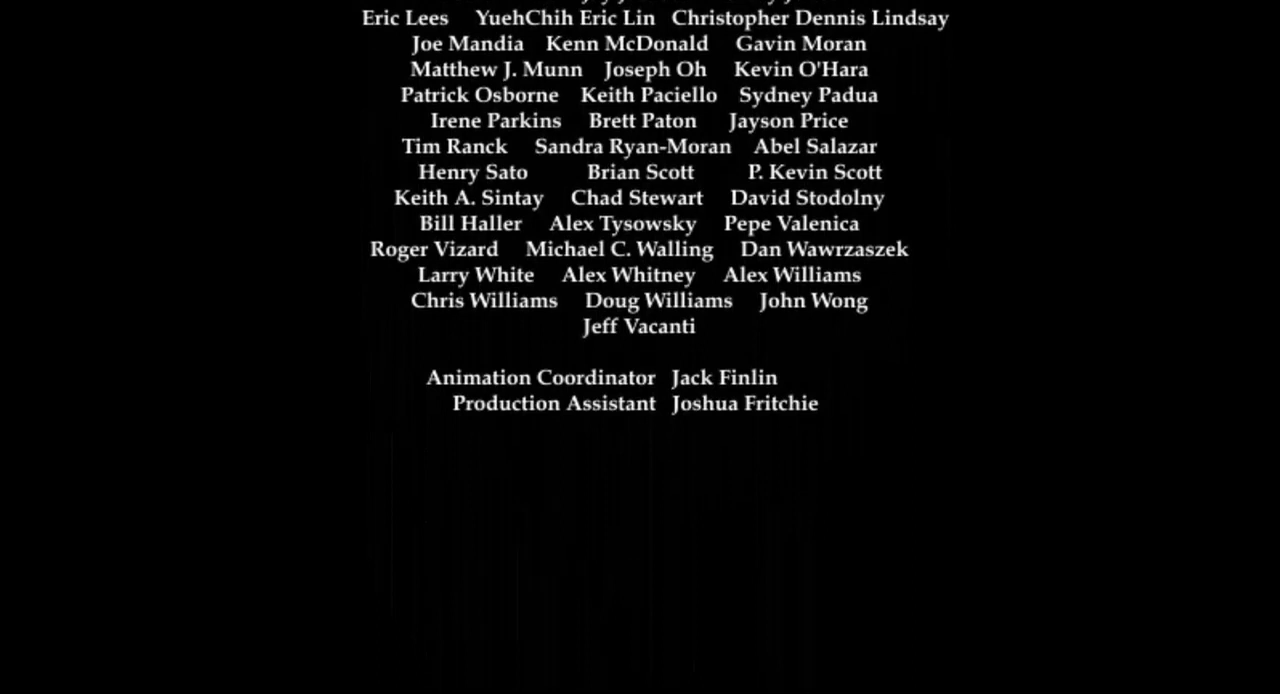 Eric Lees YuehChih Eric Lin Christopher Dennis Lindsay
Joe Mandia Kenn McDonald Gavin Moran
Matthew J. Munn Joseph Oh Kevin O'Hara
Patrick Osborne Keith Paciello Sydney Padua
Irene Parkins Brett Paton Jayson Price
Tim Ranck Sandra Ryan-Moran Abel Salazar
Henry Sato Brian Scott P. Kevin Scott
Keith A. Sintay Chad Stewart David Stodolny
Bill Haller Alex Tysowsky Pepe Valenica
Roger Vizard Michael C. Walling Dan Wawrzaszek
Larry White Alex Whitney Alex Williams
Chris Williams Doug Williams John Wong
Jeff Vacanti
Animation Coordinator Jack Finlin
Production Assistant Joshua Fritchie